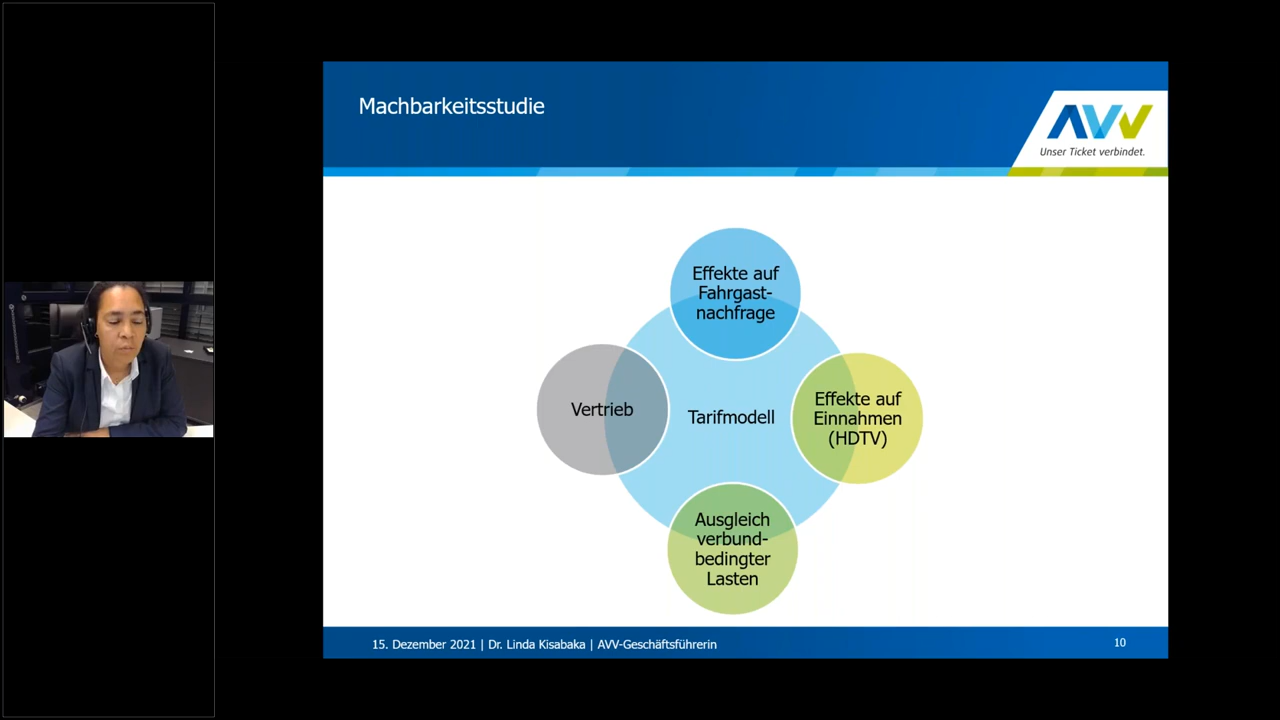 Machbarkeitsstudie
AVV
Unser Ticket verbindet.
Effekte auf
Fahrgast-
nachfrage
Vertrieb
Tarifmodell
Effekte auf
Einnahmen
(HDTV)
Ausgleich
verbund-
bedingter
Lasten
15. Dezember 2021 | Dr. Linda Kisabaka | AVV-Geschäftsführerin
10